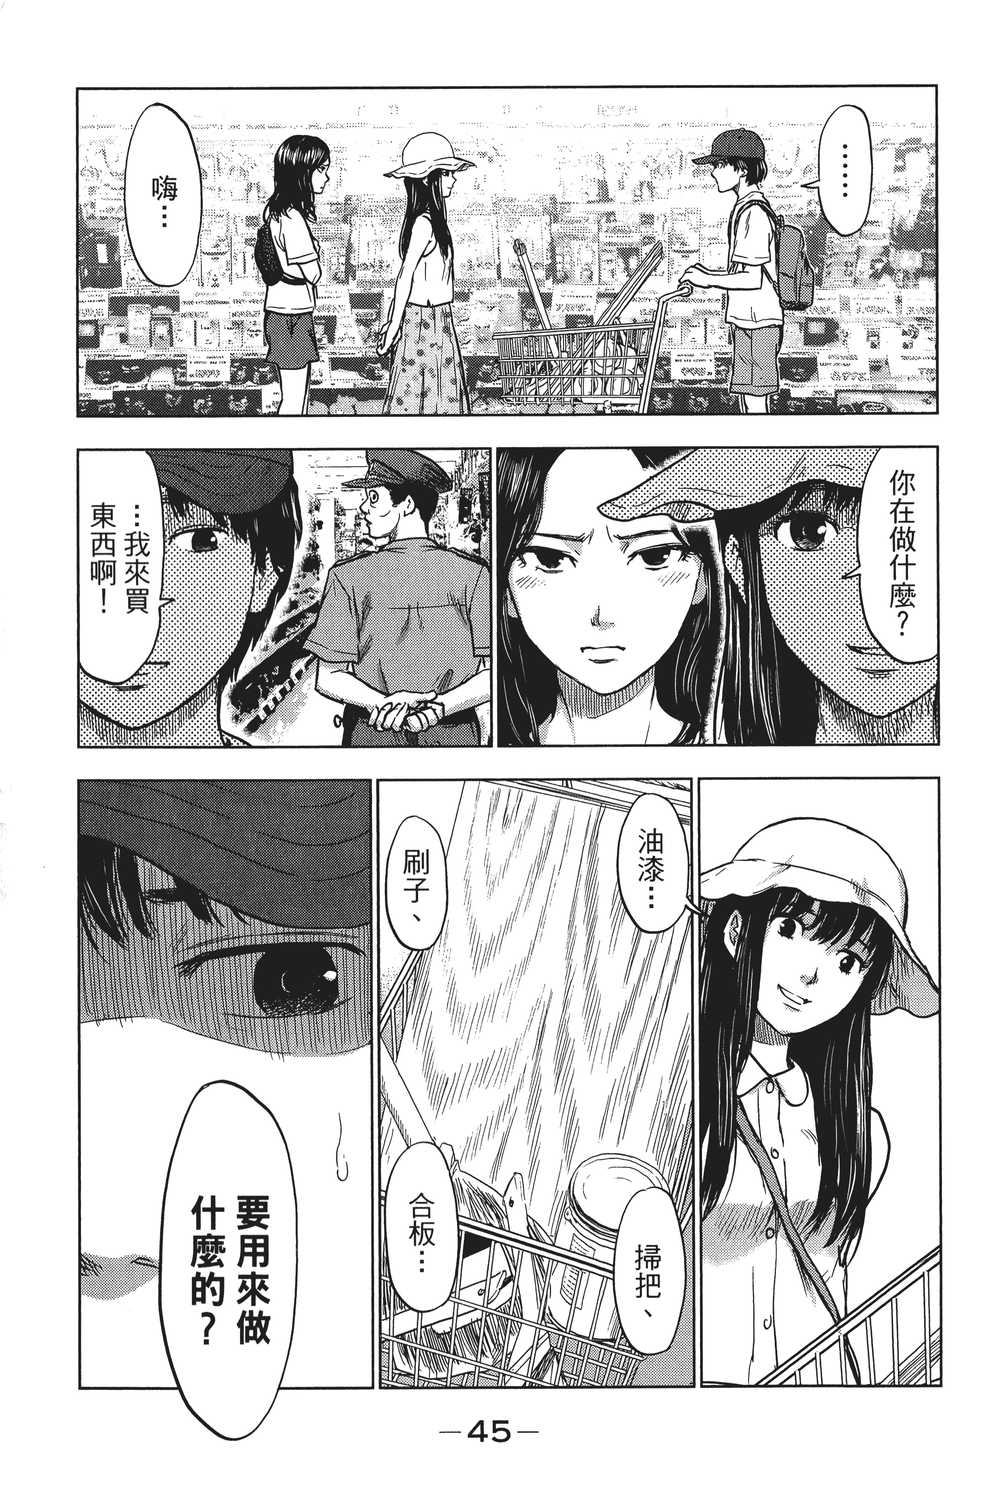 ⋯⋯
嗨⋯
你在做什麼？
⋯我來買
東西啊！
油漆⋯
刷子、
掃把、
合板⋯
要用來做
什麼的？
—45—